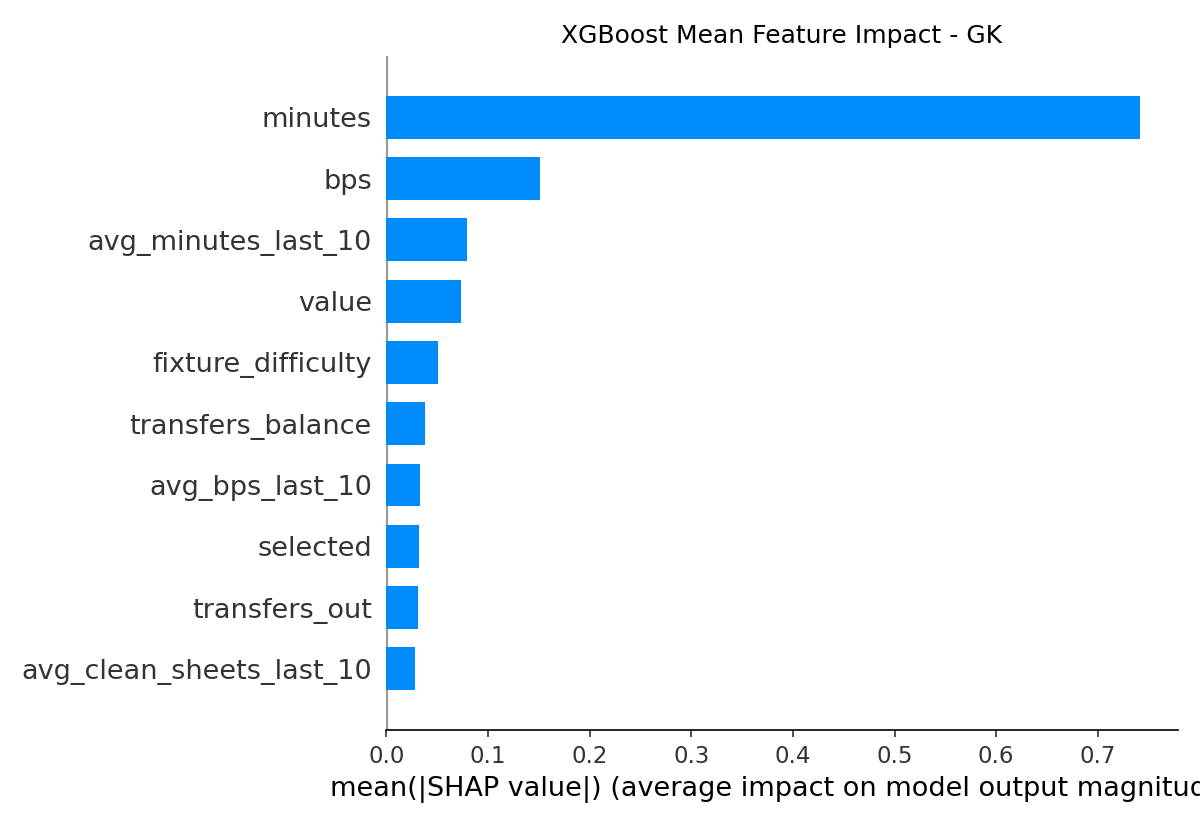 XGBoost Mean Feature Impact - GK
minutes
bps
avg_minutes_last_10
value
fixture_difficulty
transfers_balance
avg_bps_last_10
selected
transfers_out
avg_clean_sheets_last_10
0.0 0.1 0.2 0.3 0.4 0.5 0.6 0.7
mean(|SHAP value|) (average impact on model output magnitud